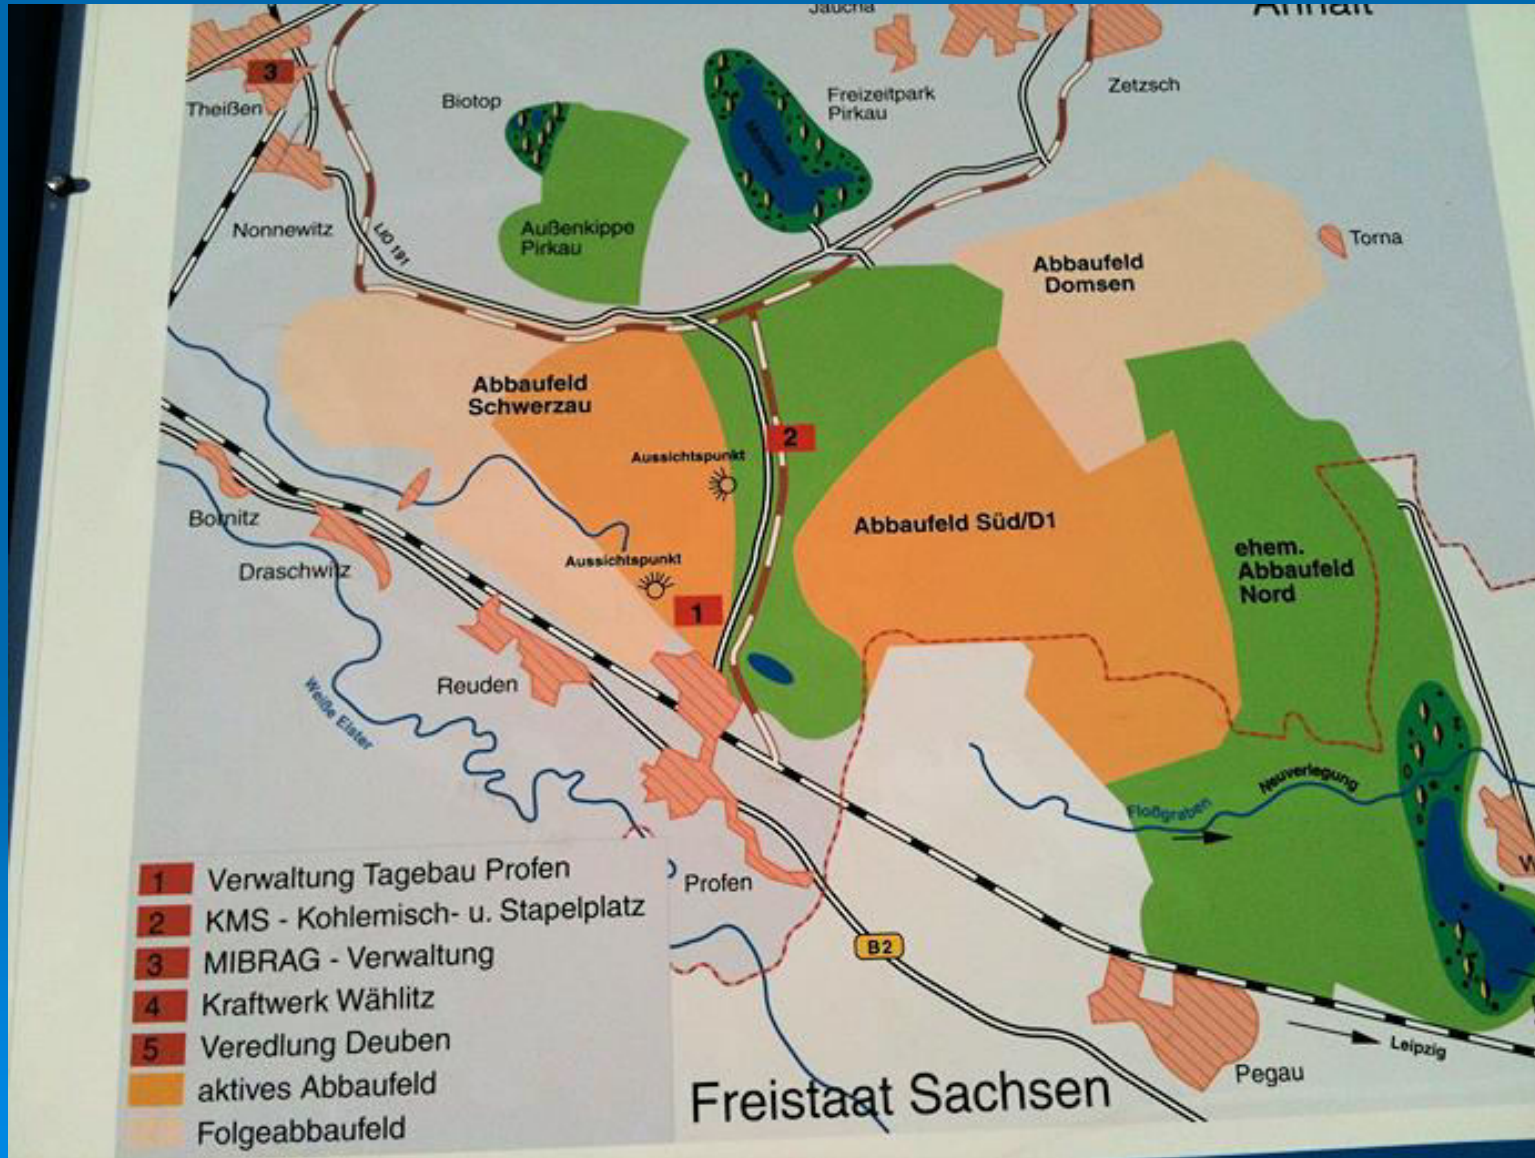 Jaucha
Anhalt
3
Theißen
Biotop
Freizeitpark
Pirkau
Zetzsch
Nonnewitz
LIO 191
Außenkippe
Pirkau
Abbaufeld
Domsen
Torna
Abbaufeld
Schwerzau
2
Aussichtspunkt
Bornitz
Draschwitz
Aussichtspunkt
1
Abbaufeld Süd/D1
ehem.
Abbaufeld
Nord
Reuden
Weiße Elster
Neuverlegung
Floßgraben
Profen
B2
Leipzig
Pegau
1 Verwaltung Tagebau Profen
2 KMS - Kohlemisch- u. Stapelplatz
3 MIBRAG - Verwaltung
4 Kraftwerk Wählitz
5 Veredlung Deuben
aktives Abbaufeld
Folgeabbaufeld
Freistaat Sachsen